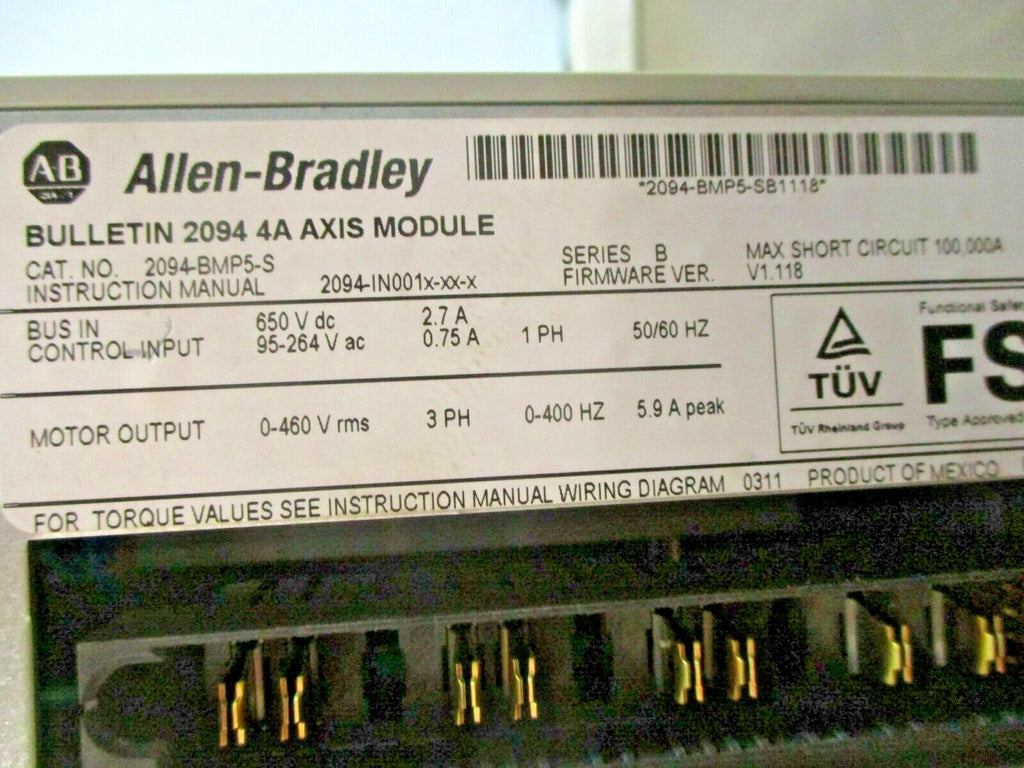 AB
Allen-Bradley
*2094-BMP5-SB1118*
BULLETIN 2094 4A AXIS MODULE
CAT. NO. 2094-BMP5-S SERIES B MAX SHORT CIRCUIT 100,000A
INSTRUCTION MANUAL 2094-IN001x-xx-x FIRMWARE VER. V1.118
BUS IN 650 V dc 2.7 A
CONTROL INPUT 95-264 V ac 0.75 A 1 PH 50/60 HZ
MOTOR OUTPUT 0-460 V rms 3 PH 0-400 HZ 5.9 A peak
TÜV
TÜV Rheinland Group
Functional
FS
Type Approved
FOR TORQUE VALUES SEE INSTRUCTION MANUAL WIRING DIAGRAM 0311 PRODUCT OF MEXICO